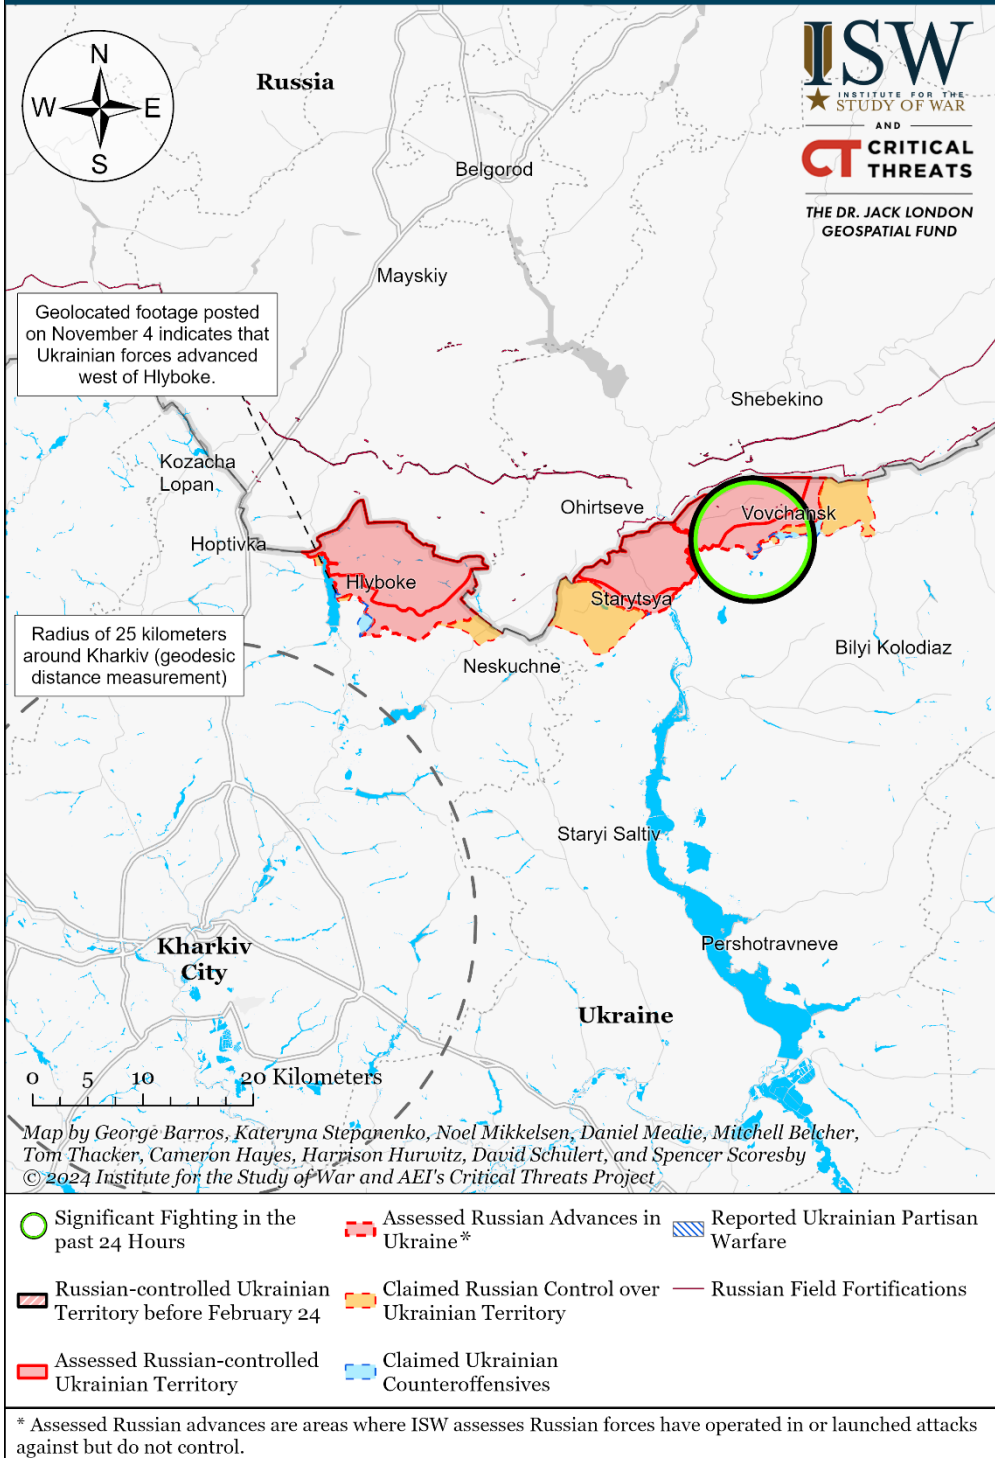 N
W
E
S
Russia
ISW
INSTITUTE FOR THE
STUDY OF WAR
AND
CT CRITICAL
THREATS
THE DR. JACK LONDON
GEOSPATIAL FUND
Belgorod
Mayskiy
Geolocated footage posted
on November 4 indicates that
Ukrainian forces advanced
west of Hlyboke.
Shebekino
Kozacha
Lopan
Ohirtseve
Vovchansk
Hoptivka
Hlyboke
Starytsya
Radius of 25 kilometers
around Kharkiv (geodesic
distance measurement)
Neskuchne
Bilyi Kolodiaz
Staryi Saltiv
Kharkiv
City
Pershotravneve
Ukraine
0 5 10 20 Kilometers
Map by George Barros, Kateryna Stepanenko, Noel Mikkelsen, Daniel Mealie, Mitchell Belcher,
Tom Thacker, Cameron Hayes, Harrison Hurwitz, David Schulert, and Spencer Scoresby
© 2024 Institute for the Study of War and AEI's Critical Threats Project
Significant Fighting in the
past 24 Hours
Russian-controlled Ukrainian
Territory before February 24
Assessed Russian-controlled
Ukrainian Territory
Assessed Russian Advances in
Ukraine*
Claimed Russian Control over
Ukrainian Territory
Claimed Ukrainian
Counteroffensives
Reported Ukrainian Partisan
Warfare
Russian Field Fortifications
* Assessed Russian advances are areas where ISW assesses Russian forces have operated in or launched attacks
against but do not control.